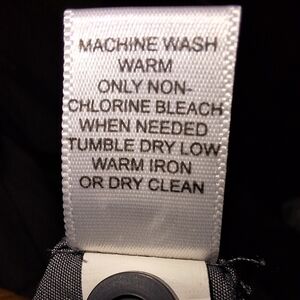 MACHINE WASH
WARM
ONLY NON-
CHLORINE BLEACH
WHEN NEEDED
TUMBLE DRY LOW
WARM IRON
OR DRY CLEAN